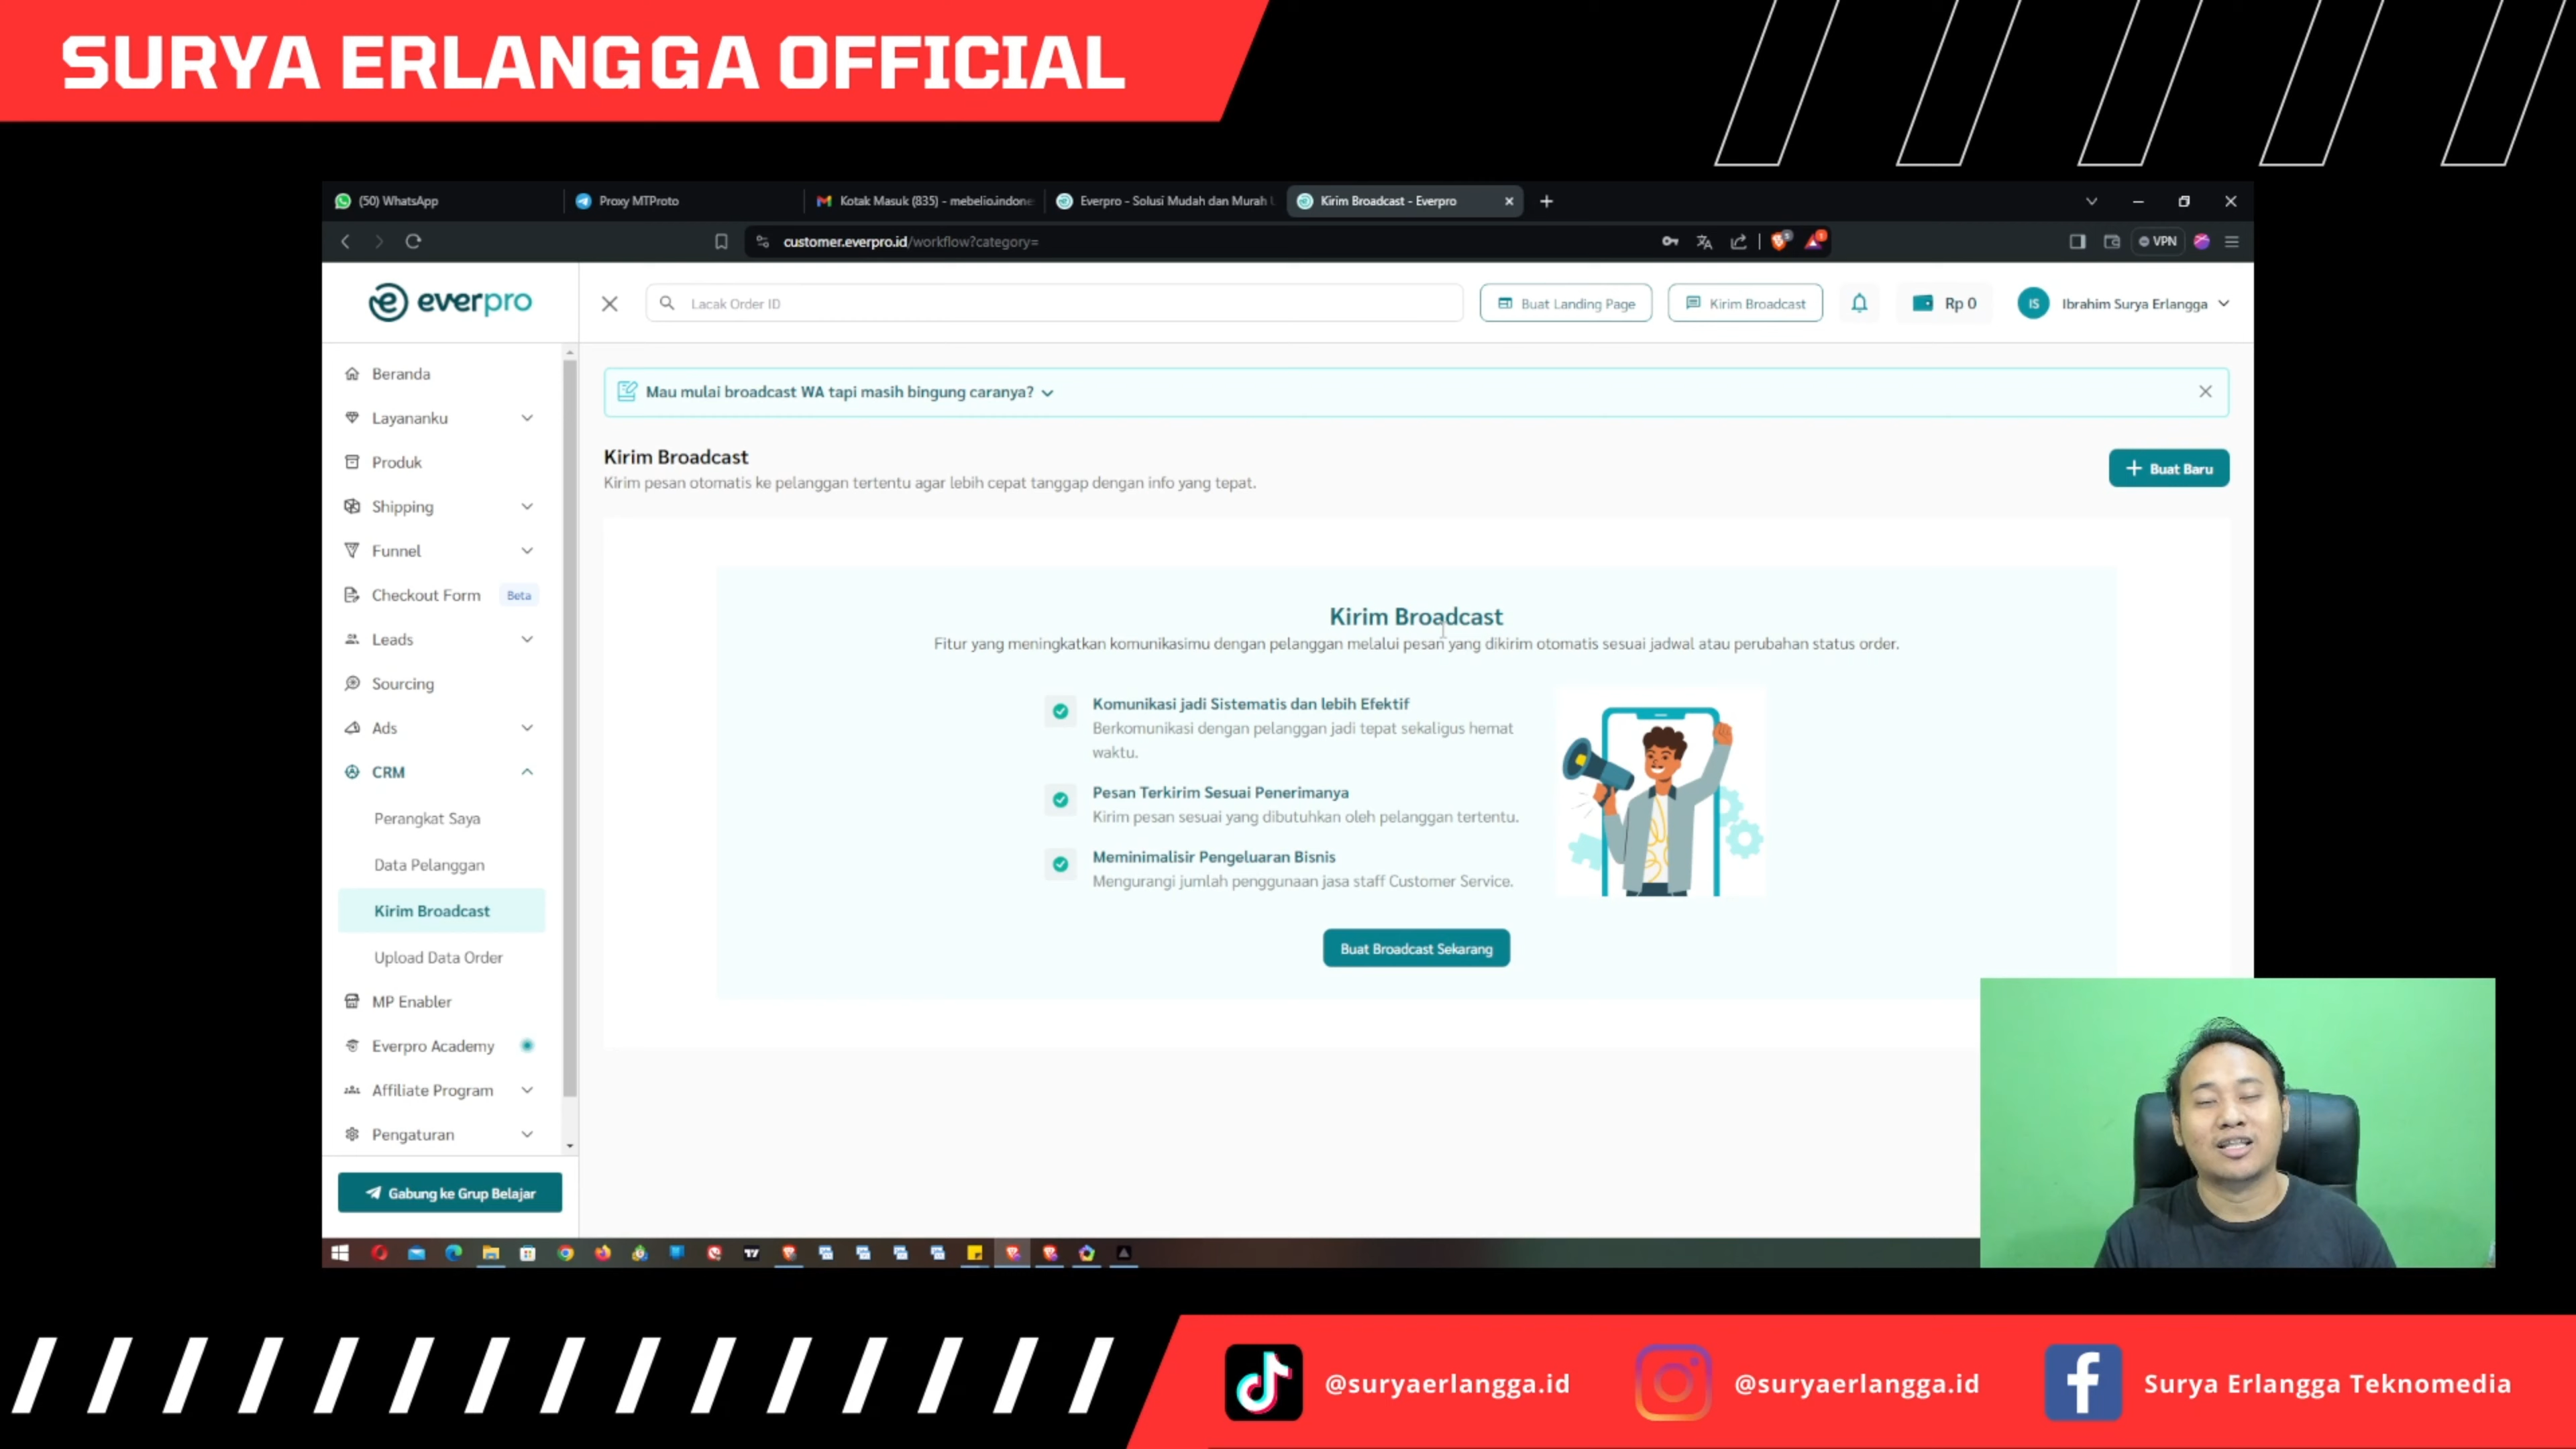 SURYA ERLANGGA OFFICIAL
(50) WhatsApp
Proxy MTProto
Kotak Masuk (835) - mebelio.indone
Everpro - Solusi Mudah dan Murah U
Kirim Broadcast - Everpro
customer.everpro.id/workflow?category=
VPN
everpro
Lacak Order ID
Buat Landing Page
Kirim Broadcast
Rp 0
IS
Ibrahim Surya Erlangga
Beranda
Layananku
Produk
Shipping
Funnel
Checkout Form
Beta
Leads
Sourcing
Ads
CRM
Perangkat Saya
Data Pelanggan
Kirim Broadcast
Upload Data Order
MP Enabler
Everpro Academy
Affiliate Program
Pengaturan
Gabung ke Grup Belajar
Mau mulai broadcast WA tapi masih bingung caranya?
Kirim Broadcast
Kirim pesan otomatis ke pelanggan tertentu agar lebih cepat tanggap dengan info yang tepat.
Buat Baru
Kirim Broadcast
Fitur yang meningkatkan komunikasimu dengan pelanggan melalui pesan yang dikirim otomatis sesuai jadwal atau perubahan status order.
Komunikasi jadi Sistematis dan lebih Efektif
Berkomunikasi dengan pelanggan jadi tepat sekaligus hemat
waktu.
Pesan Terkirim Sesuai Penerimanya
Kirim pesan sesuai yang dibutuhkan oleh pelanggan tertentu.
Meminimalisir Pengeluaran Bisnis
Mengurangi jumlah penggunaan jasa staff Customer Service.
Buat Broadcast Sekarang
@suryaerlangga.id
@suryaerlangga.id
Surya Erlangga Teknomedia